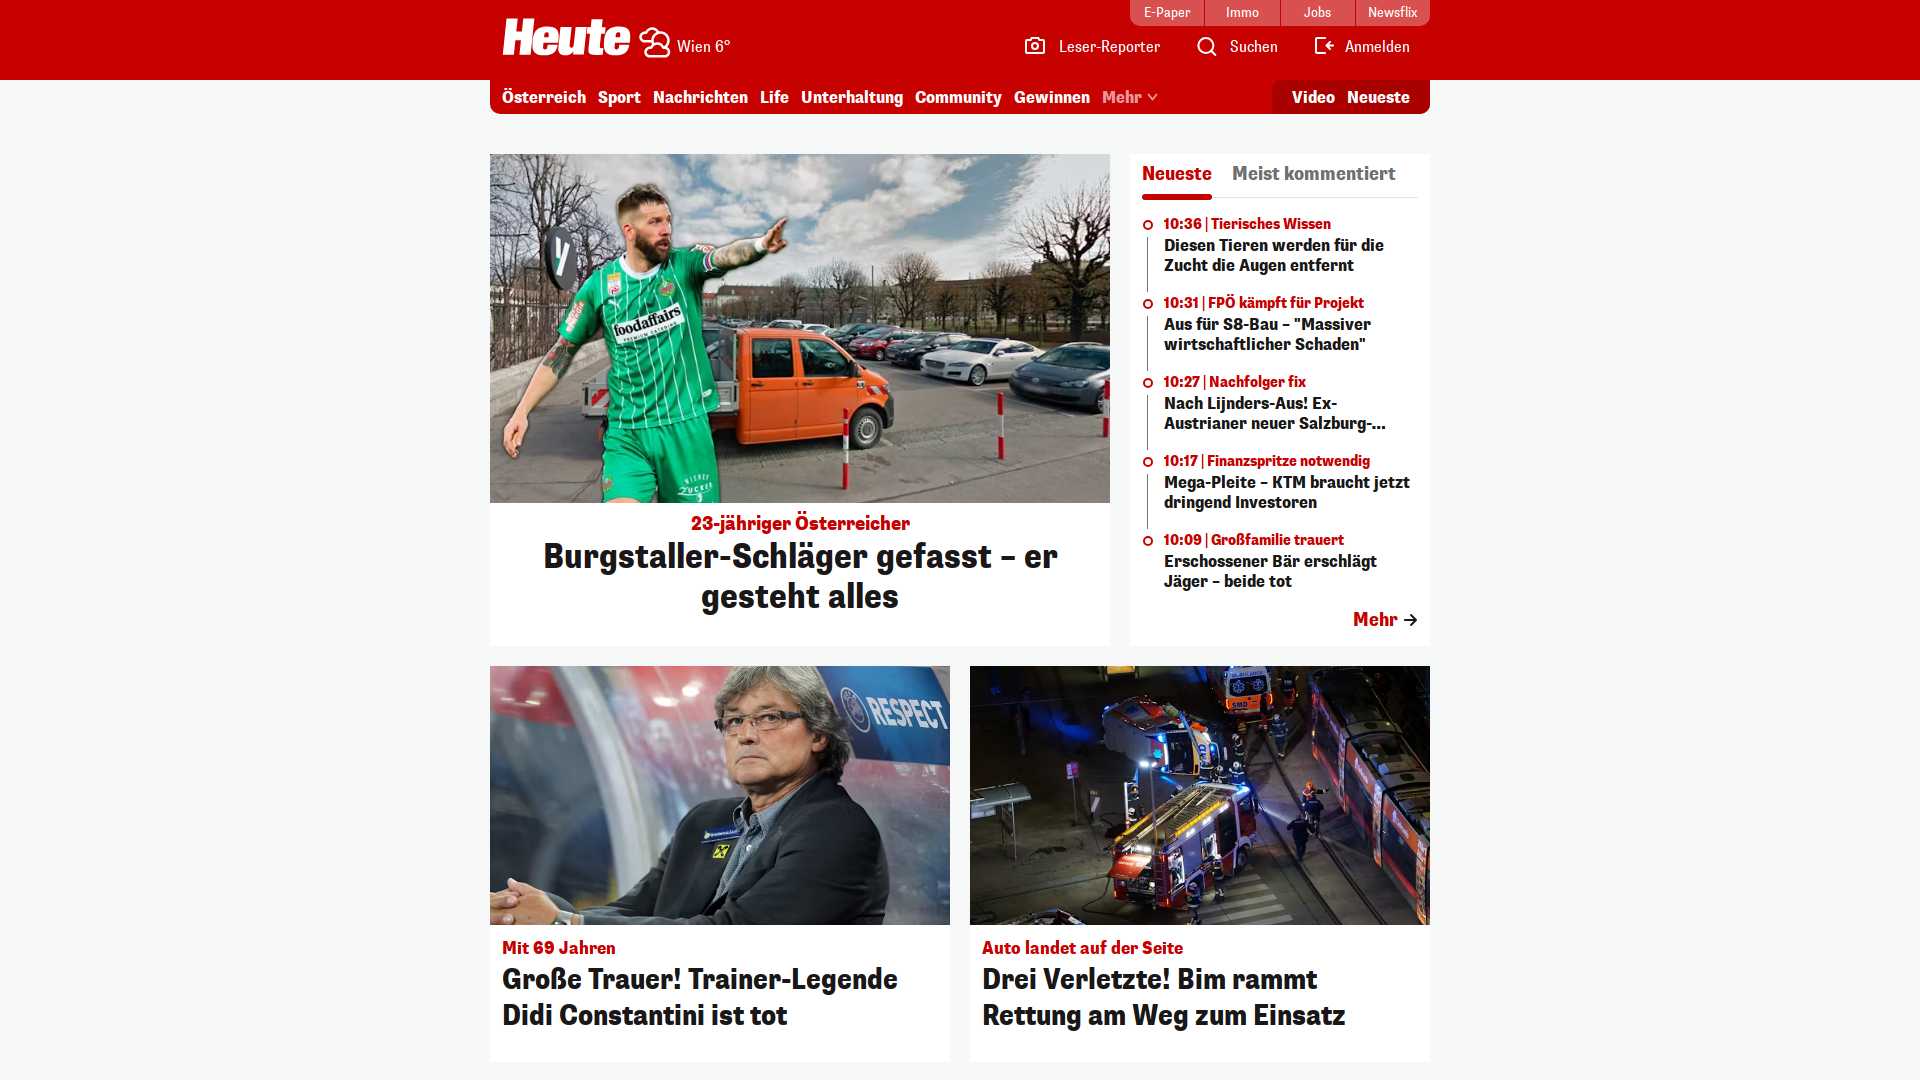 E-Paper
Immo
Jobs
Newsflix
Heute
Wien 6°
Leser-Reporter
Suchen
Anmelden
Österreich
Sport
Nachrichten
Life
Unterhaltung
Community
Gewinnen
Mehr
Video
Neueste
foodaffairs
PREMIUM CATERING
WIENER
ZUCKER
23-jähriger Österreicher
Burgstaller-Schläger gefasst – er
gesteht alles
Neueste
Meist kommentiert
10:36 | Tierisches Wissen
Diesen Tieren werden für die
Zucht die Augen entfernt
10:31 | FPÖ kämpft für Projekt
Aus für S8-Bau – "Massiver
wirtschaftlicher Schaden"
10:27 | Nachfolger fix
Nach Lijnders-Aus! Ex-
Austrianer neuer Salzburg-...
10:17 | Finanzspritze notwendig
Mega-Pleite – KTM braucht jetzt
dringend Investoren
10:09 | Großfamilie trauert
Erschossener Bär erschlägt
Jäger – beide tot
Mehr
RESPECT
Mit 69 Jahren
Große Trauer! Trainer-Legende
Didi Constantini ist tot
SMD
Auto landet auf der Seite
Drei Verletzte! Bim rammt
Rettung am Weg zum Einsatz